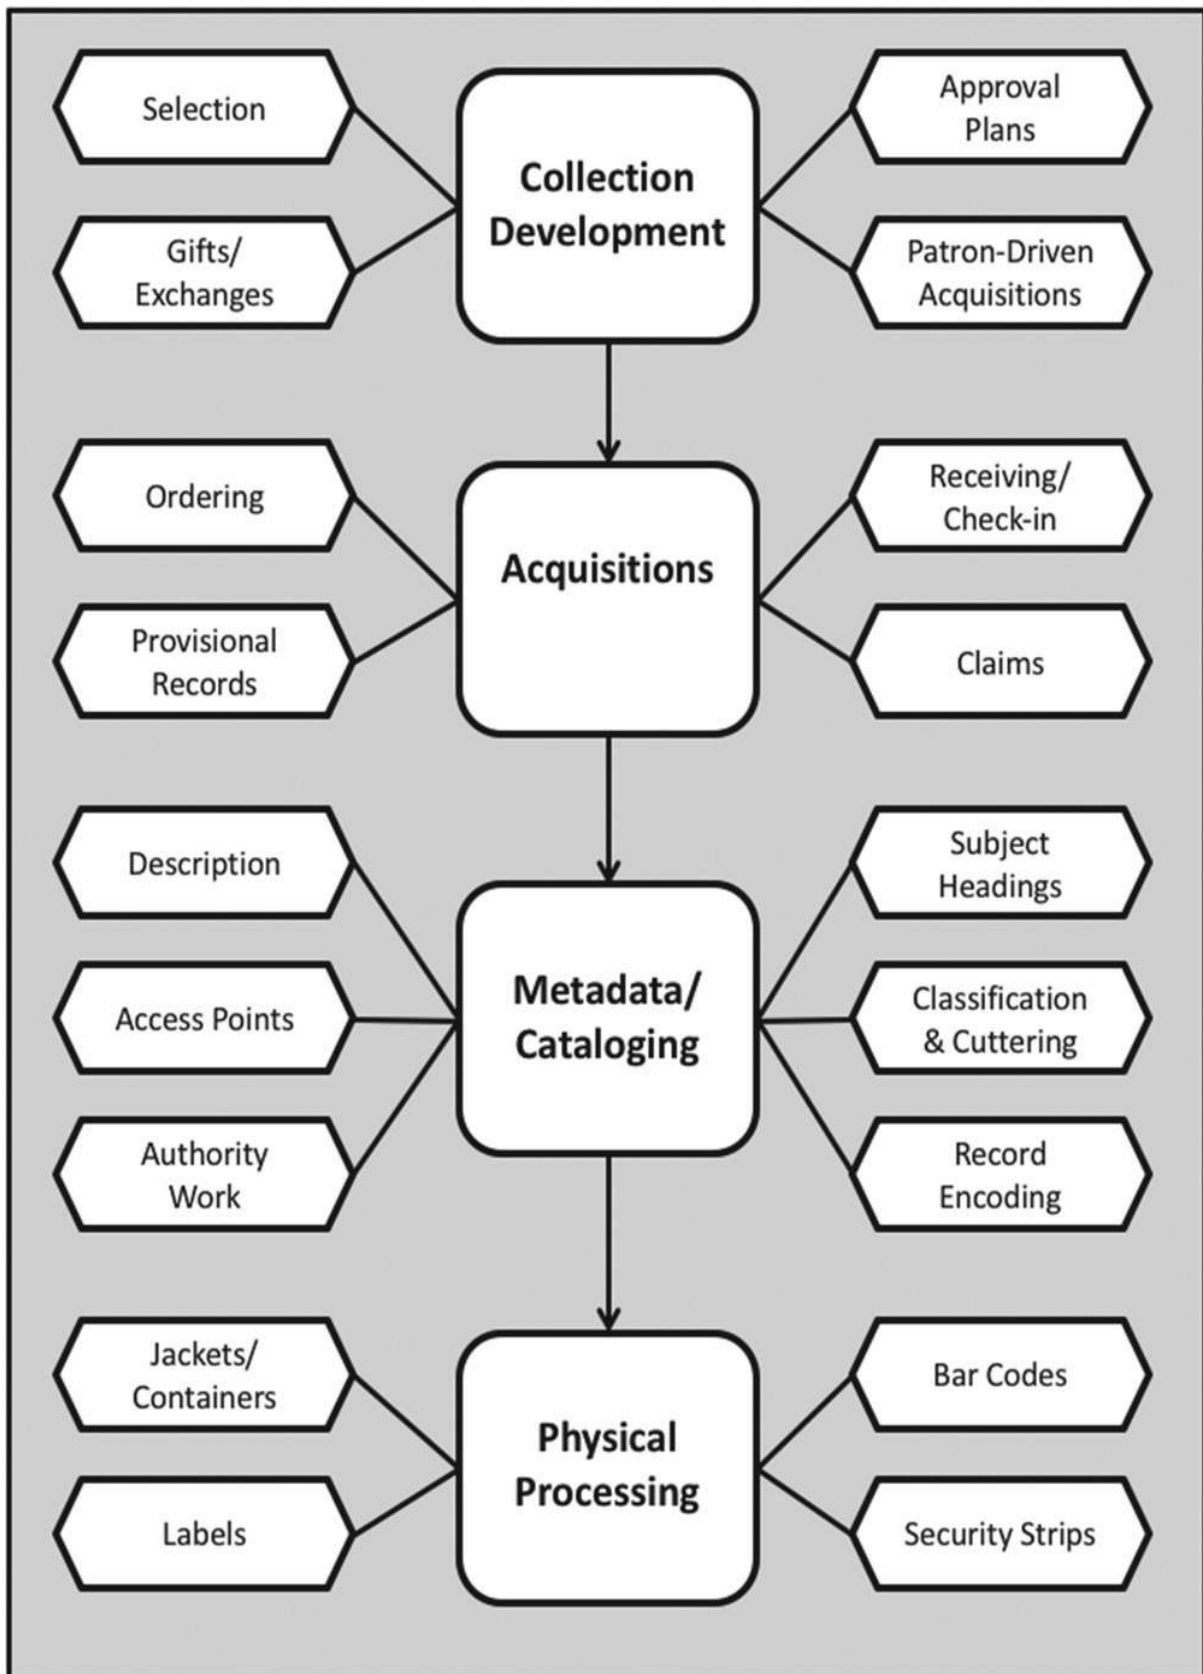 Selection
Gifts/
Exchanges
Collection
Development
Approval
Plans
Patron-Driven
Acquisitions
Ordering
Provisional
Records
Acquisitions
Receiving/
Check-in
Claims
Description
Access Points
Authority
Work
Metadata/
Cataloging
Subject
Headings
Classification
& Cuttering
Record
Encoding
Jackets/
Containers
Labels
Physical
Processing
Bar Codes
Security Strips